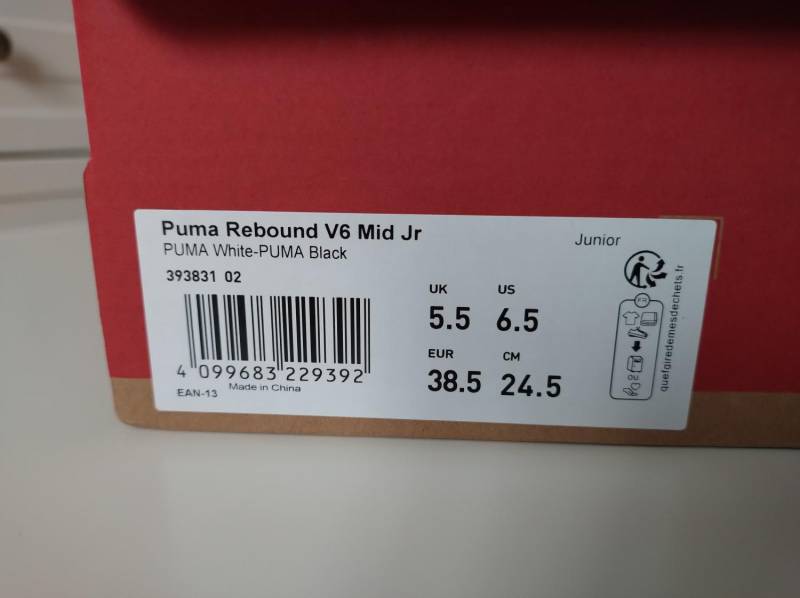 Puma Rebound V6 Mid Jr
PUMA White-PUMA Black
Junior
393831 02
UK
US
5.5
6.5
EUR
CM
38.5
24.5
4 099683 229392
EAN-13
Made in China
FR
quefairedemesdechets.fr